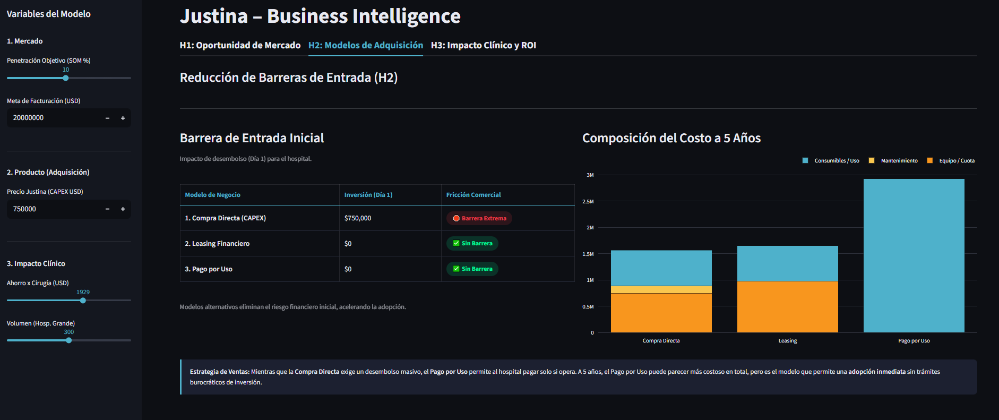 Variables del Modelo
1. Mercado
Penetración Objetivo (SOM %)
10
Meta de Facturación (USD)
20000000 − +
2. Producto (Adquisición)
Precio Justina (CAPEX USD)
750000 − +
3. Impacto Clínico
Ahorro x Cirugía (USD)
1929
Volumen (Hosp. Grande)
300
Justina – Business Intelligence
H1: Oportunidad de Mercado H2: Modelos de Adquisición H3: Impacto Clínico y ROI
Reducción de Barreras de Entrada (H2)
Barrera de Entrada Inicial
Impacto de desembolso (Día 1) para el hospital.
Modelo de Negocio Inversión (Día 1) Fricción Comercial
1. Compra Directa (CAPEX) $750,000 Barrera Extrema
2. Leasing Financiero $0 Sin Barrera
3. Pago por Uso $0 Sin Barrera
Modelos alternativos eliminan el riesgo financiero inicial, acelerando la adopción.
Composición del Costo a 5 Años
Consumibles / Uso Mantenimiento Equipo / Cuota
3M
2.5M
2M
1.5M
1M
0.5M
0
Compra Directa Leasing Pago por Uso
Estrategia de Ventas: Mientras que la Compra Directa exige un desembolso masivo, el Pago por Uso permite al hospital pagar solo si opera. A 5 años, el Pago por Uso puede parecer más costoso en total, pero es el modelo que permite una adopción inmediata sin trámites
burocráticos de inversión.